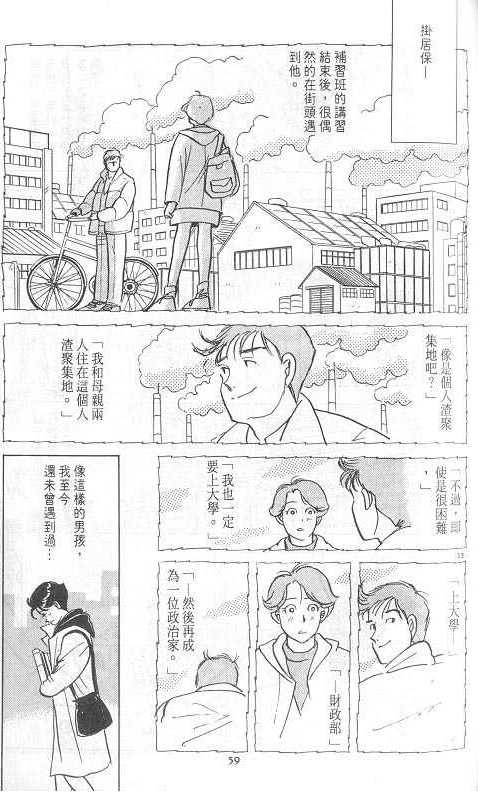 掛居保—
補習班的講習
結束後，很偶
然的在街頭遇
到他。
「像是個人渣聚
集地吧？」
「我和母親兩
人住在這個人
渣聚集地。」
「不過，即
使是很困難
，」
「我也一定
要上大學。」
「上大學
「—財政部」
「—然後再成
為一位政治家。」
像這樣的男孩，
我至今
還未曾遇到過…
59